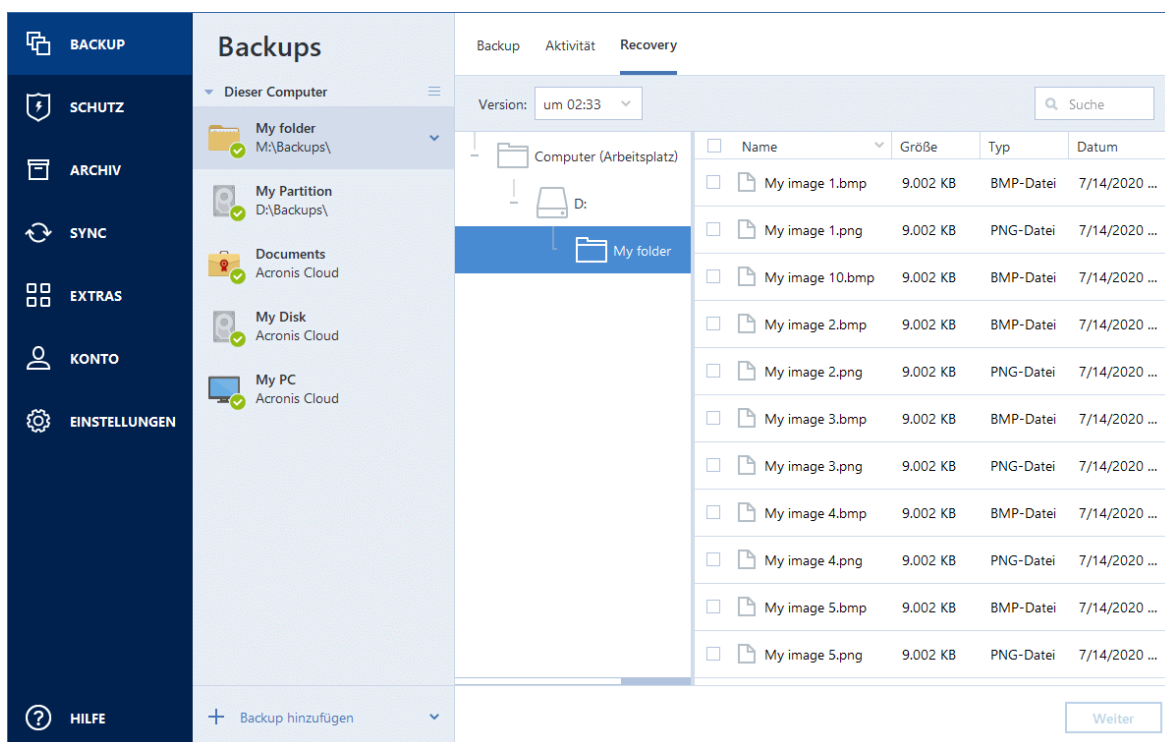 BACKUP
SCHUTZ
ARCHIV
SYNC
EXTRAS
KONTO
EINSTELLUNGEN
HILFE
Backups
Dieser Computer
My folder
M:\Backups\
My Partition
D:\Backups\
Documents
Acronis Cloud
My Disk
Acronis Cloud
My PC
Acronis Cloud
Backup hinzufügen
Backup Aktivität Recovery
Version: um 02:33
Suche
Computer (Arbeitsplatz)
D:
My folder
Name Größe Typ Datum
My image 1.bmp 9.002 KB BMP-Datei 7/14/2020 ...
My image 1.png 9.002 KB PNG-Datei 7/14/2020 ...
My image 10.bmp 9.002 KB BMP-Datei 7/14/2020 ...
My image 2.bmp 9.002 KB BMP-Datei 7/14/2020 ...
My image 2.png 9.002 KB PNG-Datei 7/14/2020 ...
My image 3.bmp 9.002 KB BMP-Datei 7/14/2020 ...
My image 3.png 9.002 KB PNG-Datei 7/14/2020 ...
My image 4.bmp 9.002 KB BMP-Datei 7/14/2020 ...
My image 4.png 9.002 KB PNG-Datei 7/14/2020 ...
My image 5.bmp 9.002 KB BMP-Datei 7/14/2020 ...
My image 5.png 9.002 KB PNG-Datei 7/14/2020 ...
Weiter